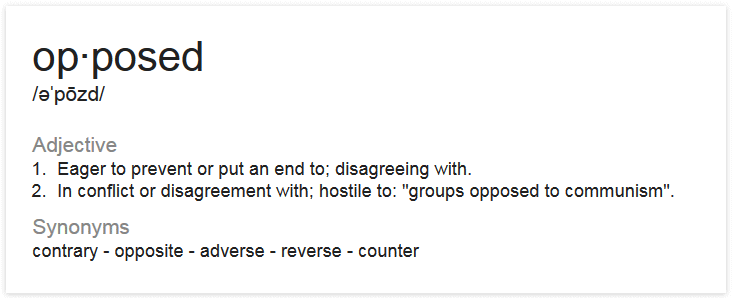 op·posed
/əˈpōzd/
Adjective
1. Eager to prevent or put an end to; disagreeing with.
2. In conflict or disagreement with; hostile to: "groups opposed to communism".
Synonyms
contrary - opposite - adverse - reverse - counter